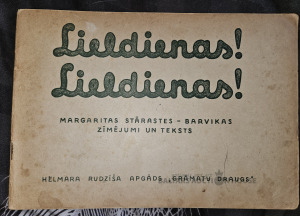 Lieldienas!
Lieldienas!
MARGARITAS STĀRASTES - BARVIKAS
ZĪMĒJUMI UN TEKSTS
HELMARA RUDZĪŠA APGĀDS „GRĀMATU DRAUGS"